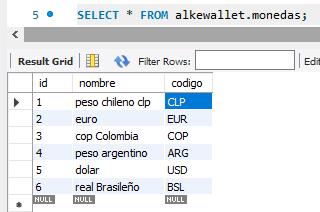 5 SELECT * FROM alkewallet.monedas;
Result Grid Filter Rows:
id nombre codigo
1 peso chileno clp CLP
2 euro EUR
3 cop Colombia COP
4 peso argentino ARG
5 dolar USD
6 real Brasileño BSL
NULL NULL NULL